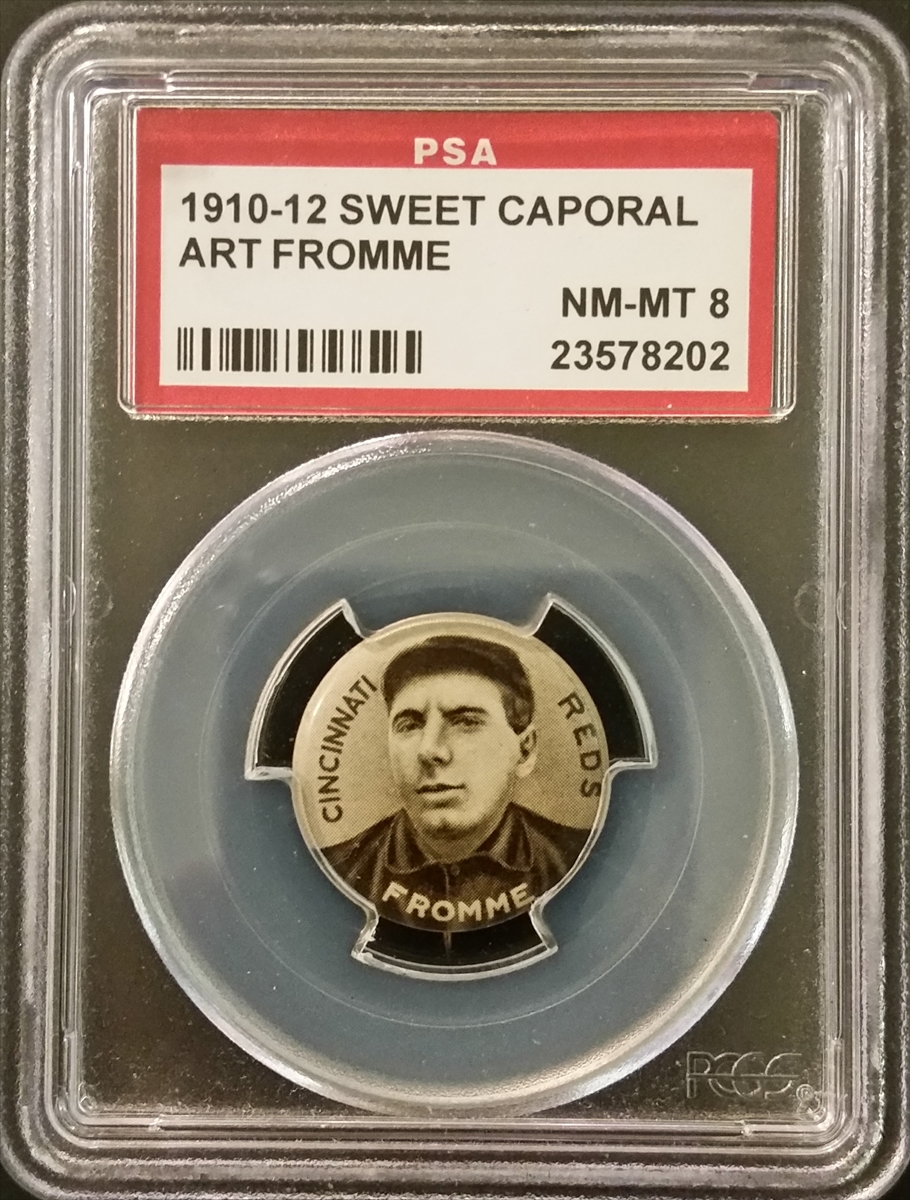 PSA
1910-12 SWEET CAPORAL
ART FROMME
NM-MT 8
23578202
CINCINNATI
REDS
FROMME
PCGS